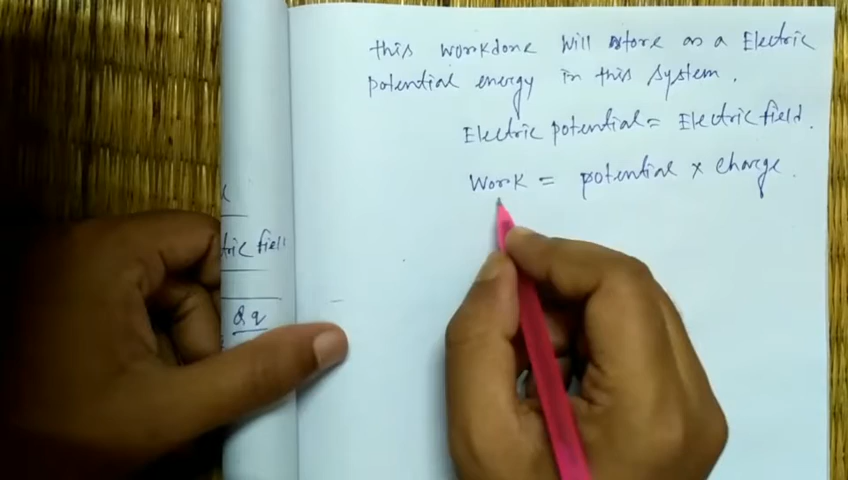 this workdone will store as a Electric
potential energy in this system.
Electric potential = Electric field.
Work = potential × charge.
tric field
2q